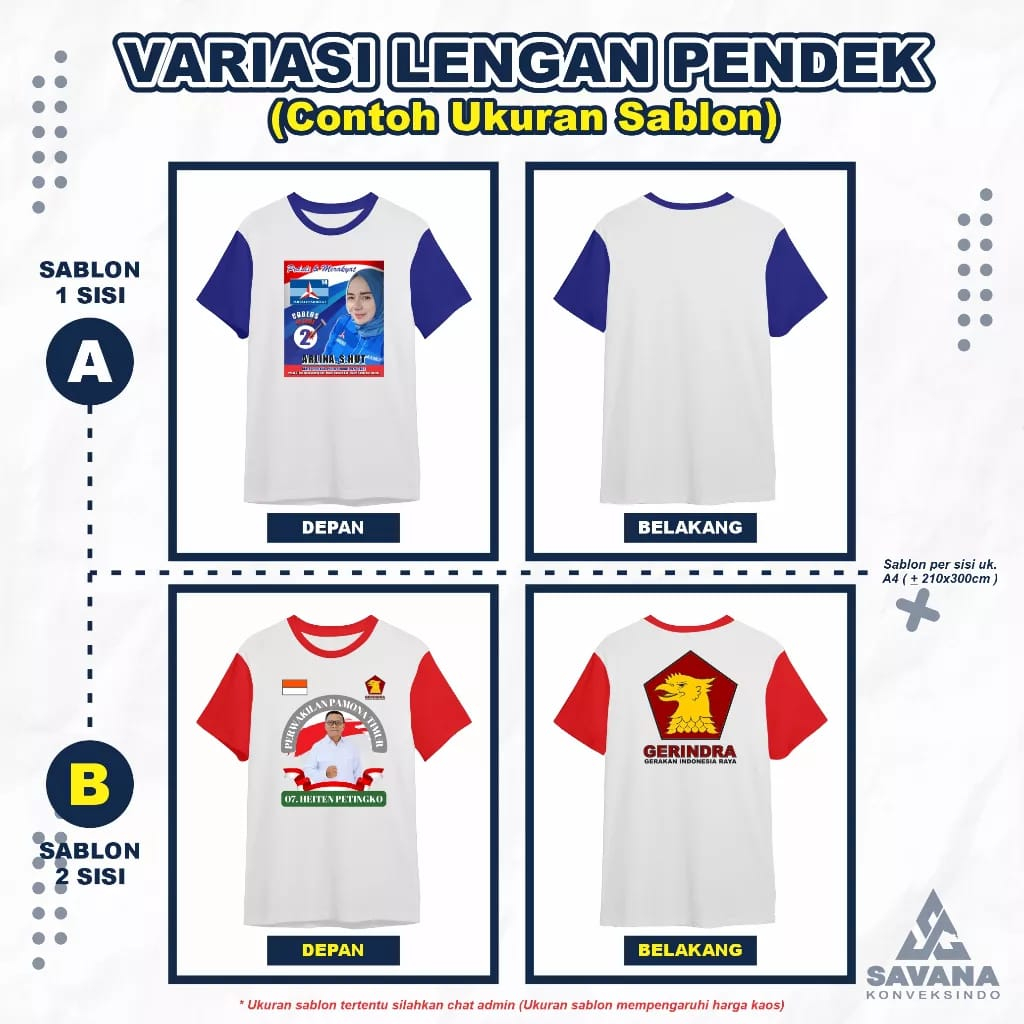 VARIASI LENGAN PENDEK
(Contoh Ukuran Sablon)
SABLON
1 SISI
A
14
COBLOS
2
ARLINA, S.HUT
DEPAN
BELAKANG
Sablon per sisi uk.
A4 ( ± 210x300cm )
B
SABLON
2 SISI
GERINDRA
PERWAKILAN PAMONA TIMUR
07. HEITEN PETINGKO
DEPAN
GERINDRA
GERAKAN INDONESIA RAYA
BELAKANG
SAVANA
KONVEKSINDO
* Ukuran sablon tertentu silahkan chat admin (Ukuran sablon mempengaruhi harga kaos)